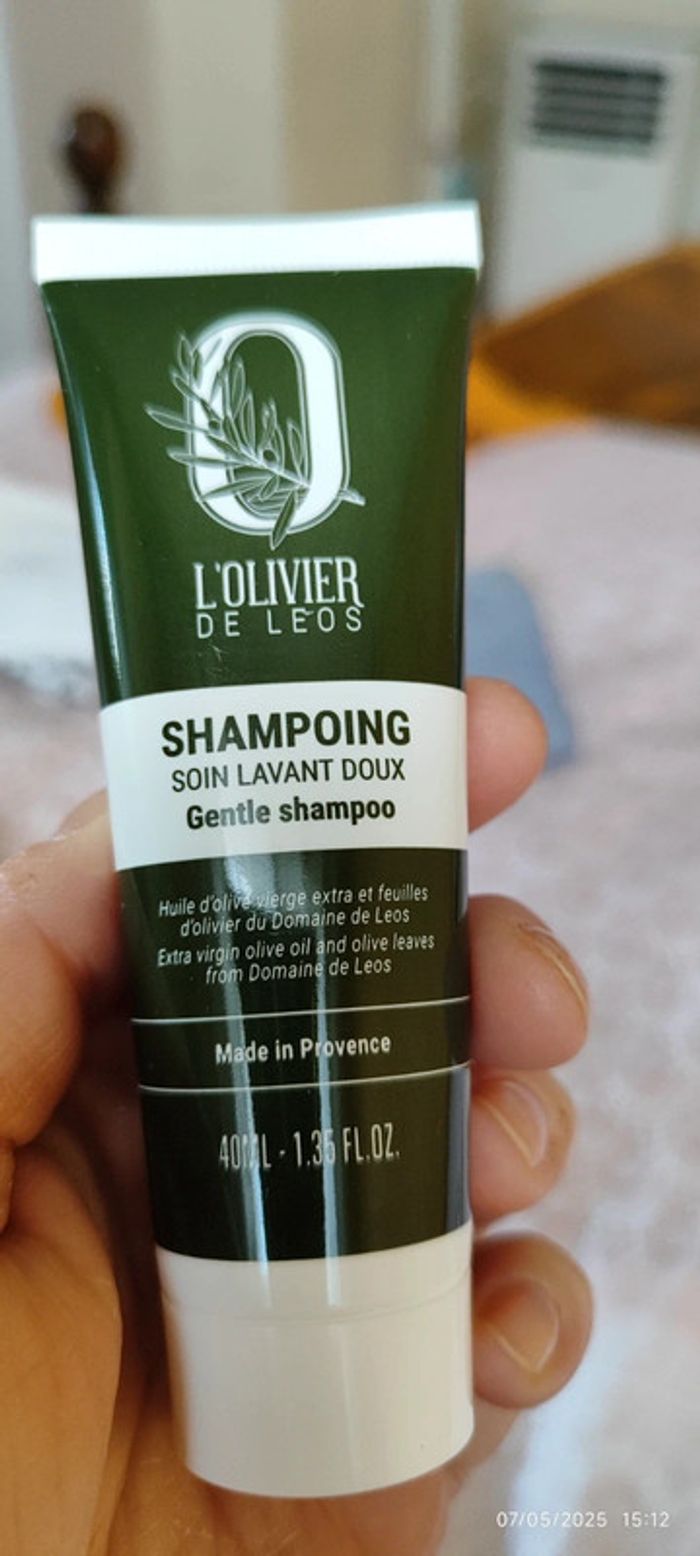 L'OLIVIER
DE LEOS
SHAMPOING
SOIN LAVANT DOUX
Gentle shampoo
Huile d'olive vierge extra et feuilles
d'olivier du Domaine de Leos
Extra virgin olive oil and olive leaves
from Domaine de Leos
Made in Provence
40ML - 1.35 FL.OZ.
07/05/2025 15:12